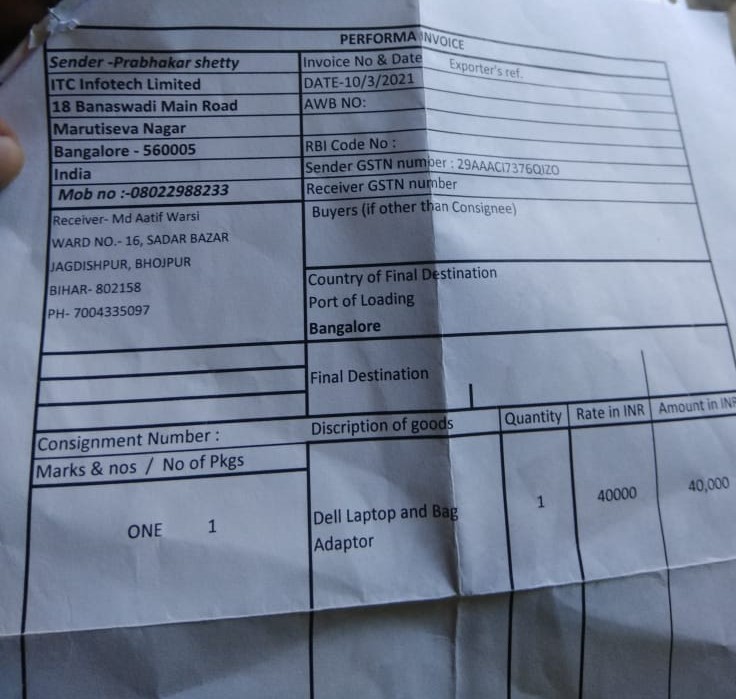 PERFORMA INVOICE
Sender -Prabhakar shetty
ITC Infotech Limited
18 Banaswadi Main Road
Marutiseva Nagar
Bangalore - 560005
India
Mob no :-08022988233
Invoice No & Date
Exporter's ref.
DATE-10/3/2021
AWB NO:
RBI Code No :
Sender GSTN number : 29AAACI7376Q1ZO
Receiver GSTN number
Receiver- Md Aatif Warsi
WARD NO.- 16, SADAR BAZAR
JAGDISHPUR, BHOJPUR
BIHAR- 802158
PH- 7004335097
Buyers (if other than Consignee)
Country of Final Destination
Port of Loading
Bangalore
Final Destination
Consignment Number :
Discription of goods
Quantity
Rate in INR
Amount in INR
Marks & nos / No of Pkgs
ONE 1
Dell Laptop and Bag
Adaptor
1
40000
40,000